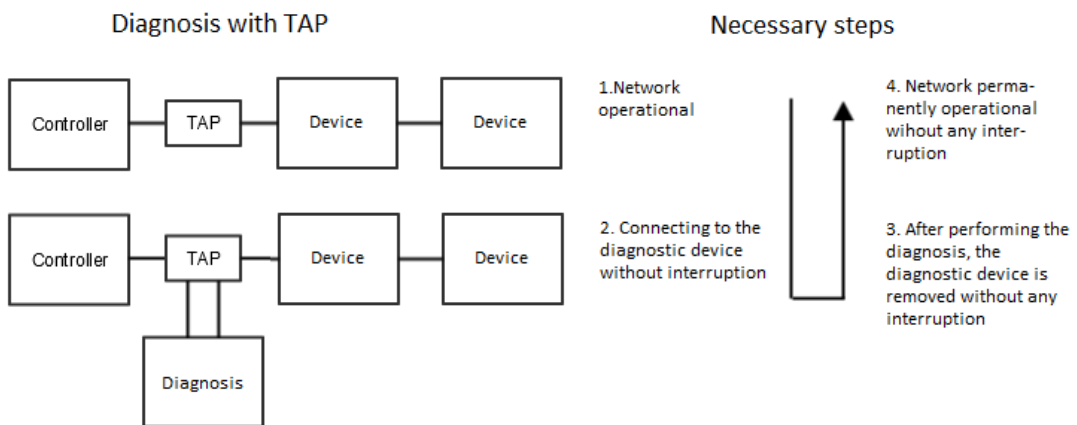 Diagnosis with TAP
Necessary steps
Controller
TAP
Device
Device
1.Network
operational
4. Network perma-
nently operational
wihout any inter-
ruption
Controller
TAP
Device
Device
2. Connecting to the
diagnostic device
without interruption
3. After performing the
diagnosis, the
diagnostic device is
removed without any
interruption
Diagnosis